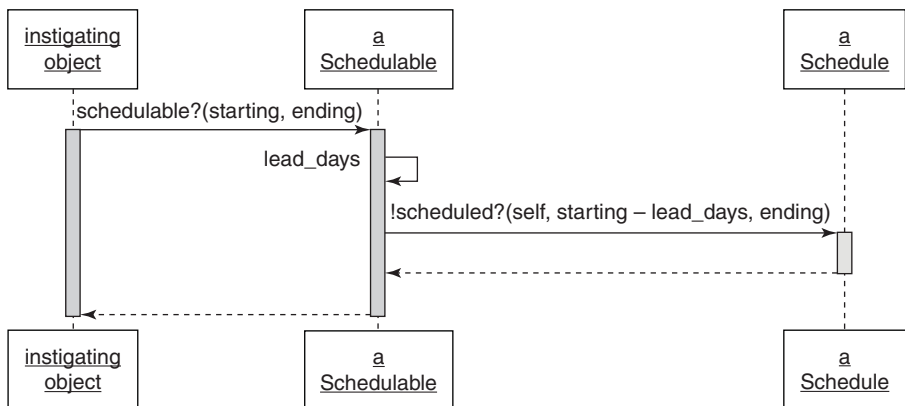 instigating
object
a
Schedulable
a
Schedule
schedulable?(starting, ending)
lead_days
!scheduled?(self, starting – lead_days, ending)
instigating
object
a
Schedulable
a
Schedule